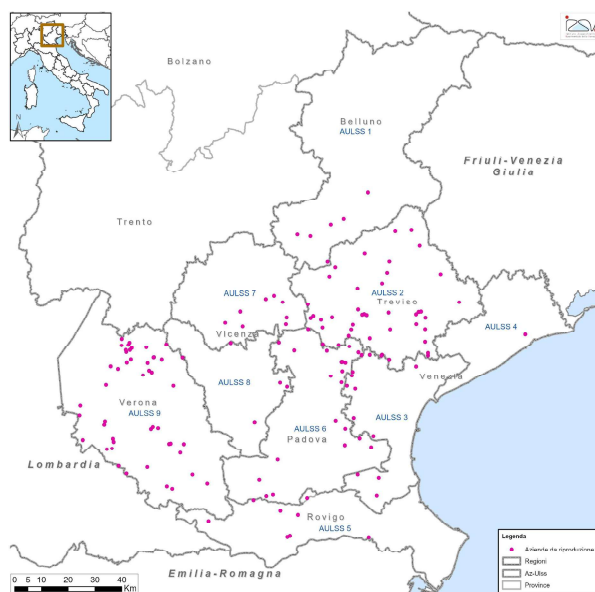 N
Bolzano
Belluno
AULSS 1
Friuli-Venezia
Giulia
Trento
AULSS 7
AULSS 2
Treviso
Vicenza
AULSS 4
Venezia
AULSS 8
Verona
AULSS 9
AULSS 3
AULSS 6
Padova
Lombardia
Rovigo
AULSS 5
Emilia-Romagna
0 5 10 20 30 40
Km
Legenda
Aziende da riproduzione
Regioni
Az-Ulss
Province